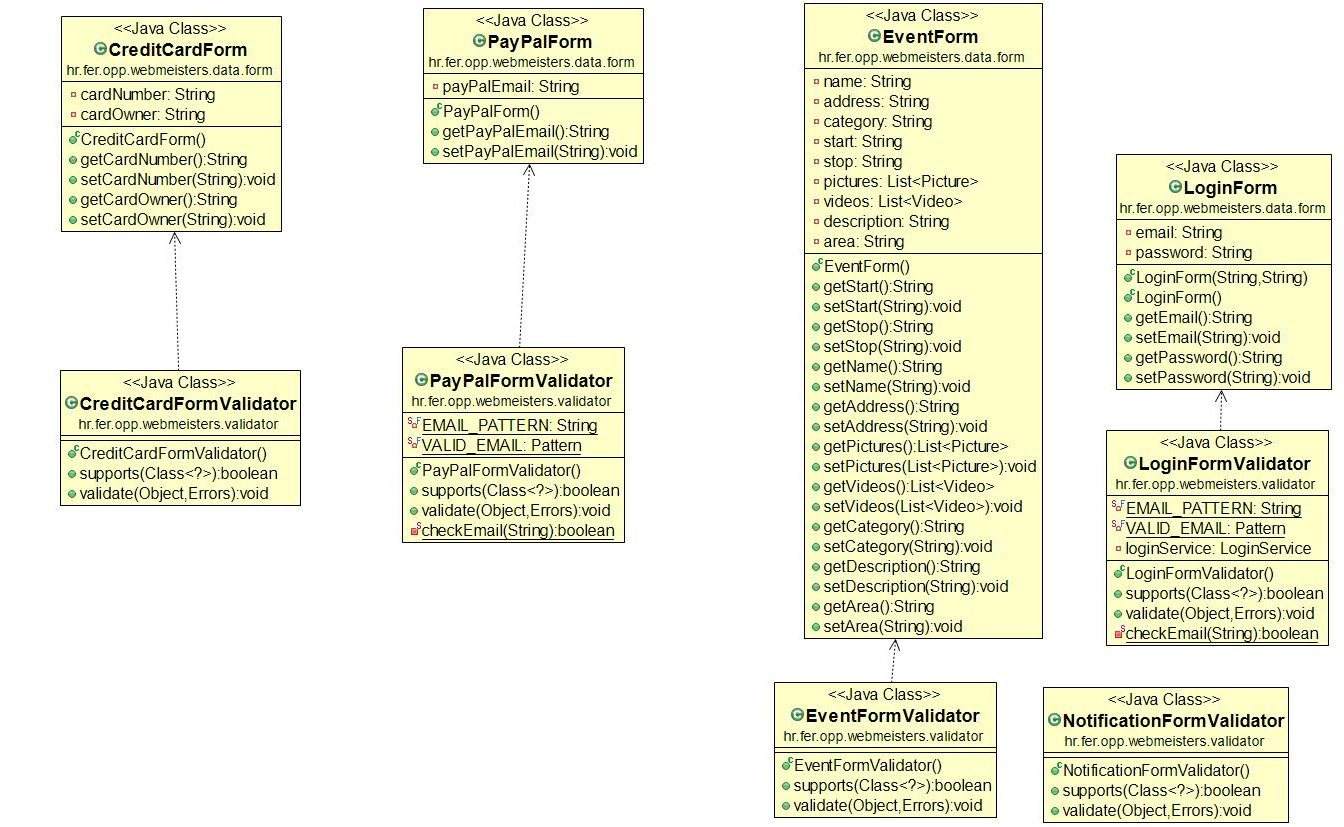 <<Java Class>>
CreditCardForm
hr.fer.opp.webmeisters.data.form
cardNumber: String
cardOwner: String
CreditCardForm()
getCardNumber():String
setCardNumber(String):void
getCardOwner():String
setCardOwner(String):void
<<Java Class>>
PayPalForm
hr.fer.opp.webmeisters.data.form
payPalEmail: String
PayPalForm()
getPayPalEmail():String
setPayPalEmail(String):void
<<Java Class>>
EventForm
hr.fer.opp.webmeisters.data.form
name: String
address: String
category: String
start: String
stop: String
pictures: List<Picture>
videos: List<Video>
description: String
area: String
EventForm()
getStart():String
setStart(String):void
getStop():String
setStop(String):void
getName():String
setName(String):void
getAddress():String
setAddress(String):void
getPictures():List<Picture>
setPictures(List<Picture>):void
getVideos():List<Video>
setVideos(List<Video>):void
getCategory():String
setCategory(String):void
getDescription():String
setDescription(String):void
getArea():String
setArea(String):void
<<Java Class>>
LoginForm
hr.fer.opp.webmeisters.data.form
email: String
password: String
LoginForm(String,String)
LoginForm()
getEmail():String
setEmail(String):void
getPassword():String
setPassword(String):void
<<Java Class>>
CreditCardFormValidator
hr.fer.opp.webmeisters.validator
CreditCardFormValidator()
supports(Class<?>):boolean
validate(Object,Errors):void
<<Java Class>>
PayPalFormValidator
hr.fer.opp.webmeisters.validator
EMAIL_PATTERN: String
VALID_EMAIL: Pattern
PayPalFormValidator()
supports(Class<?>):boolean
validate(Object,Errors):void
checkEmail(String):boolean
<<Java Class>>
LoginFormValidator
hr.fer.opp.webmeisters.validator
EMAIL_PATTERN: String
VALID_EMAIL: Pattern
loginService: LoginService
LoginFormValidator()
supports(Class<?>):boolean
validate(Object,Errors):void
checkEmail(String):boolean
<<Java Class>>
EventFormValidator
hr.fer.opp.webmeisters.validator
EventFormValidator()
supports(Class<?>):boolean
validate(Object,Errors):void
<<Java Class>>
NotificationFormValidator
hr.fer.opp.webmeisters.validator
NotificationFormValidator()
supports(Class<?>):boolean
validate(Object,Errors):void